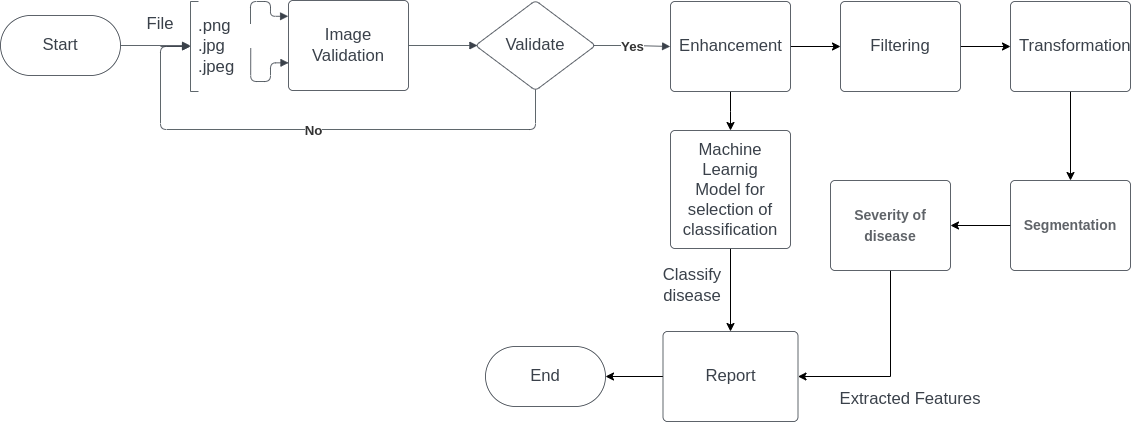 File
Start
.png
.jpg
.jpeg
Image
Validation
Validate
Yes
No
Enhancement
Filtering
Transformation
Machine
Learnig
Model for
selection of
classification
Severity of
disease
Segmentation
Classify
disease
End
Report
Extracted Features